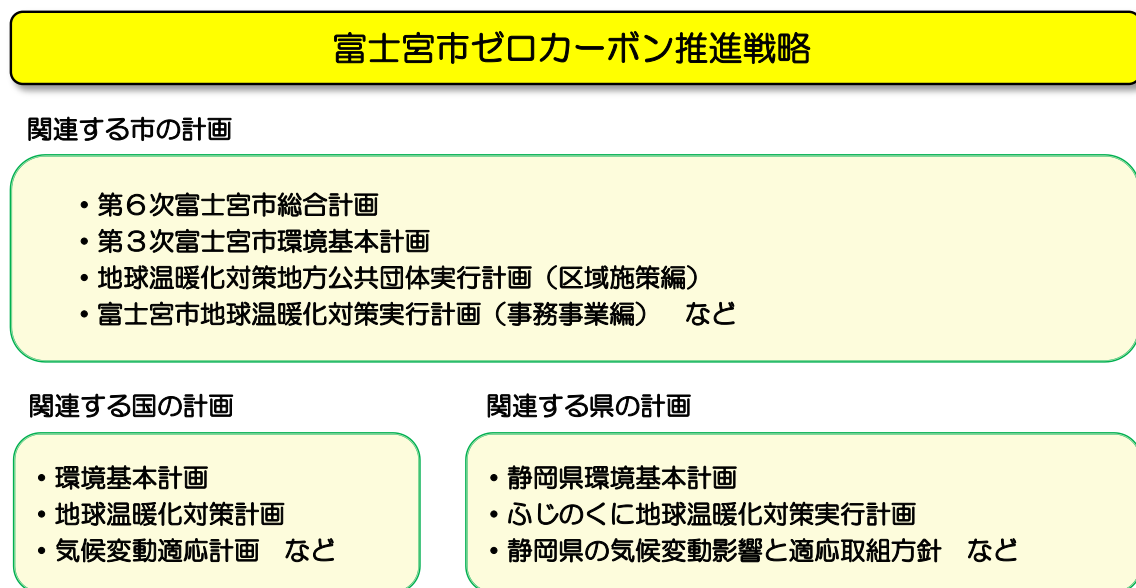 富士宮市ゼロカーボン推進戦略
関連する市の計画
・第６次富士宮市総合計画
・第３次富士宮市環境基本計画
・地球温暖化対策地方公共団体実行計画（区域施策編）
・富士宮市地球温暖化対策実行計画（事務事業編）　など
関連する国の計画
・環境基本計画
・地球温暖化対策計画
・気候変動適応計画　など
関連する県の計画
・静岡県環境基本計画
・ふじのくに地球温暖化対策実行計画
・静岡県の気候変動影響と適応取組方針　など